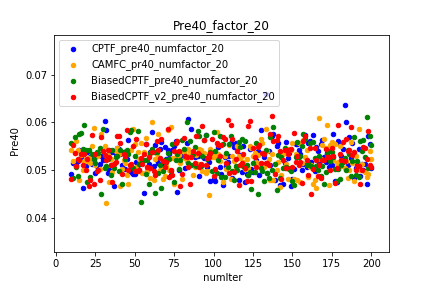 Pre40_factor_20
CPTF_pre40_numfactor_20
CAMFC_pr40_numfactor_20
BiasedCPTF_pre40_numfactor_20
BiasedCPTF_v2_pre40_numfactor_20
0.07
0.06
0.05
0.04
Pre40
0 25 50 75 100 125 150 175 200
numIter